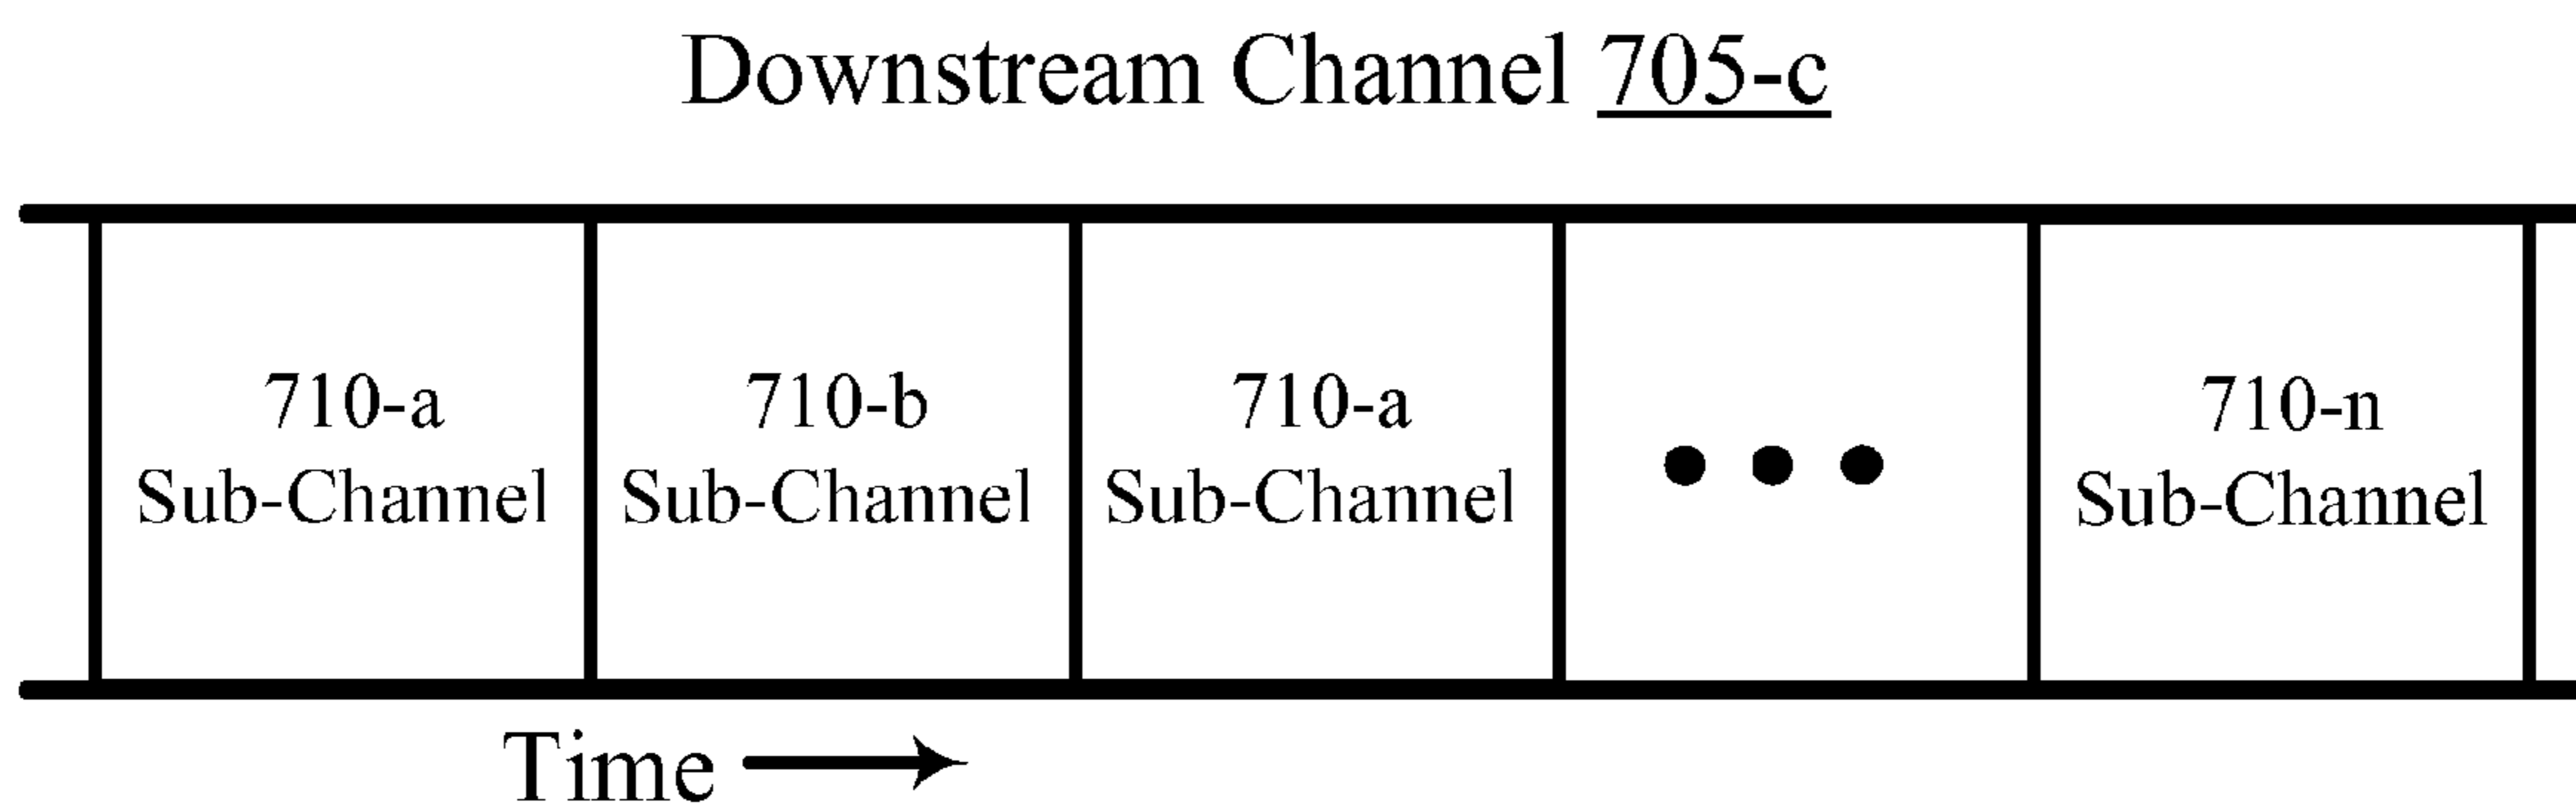 Downstream Channel 705-c
710-a
Sub-Channel
710-b
Sub-Channel
710-a
Sub-Channel
710-n
Sub-Channel
Time